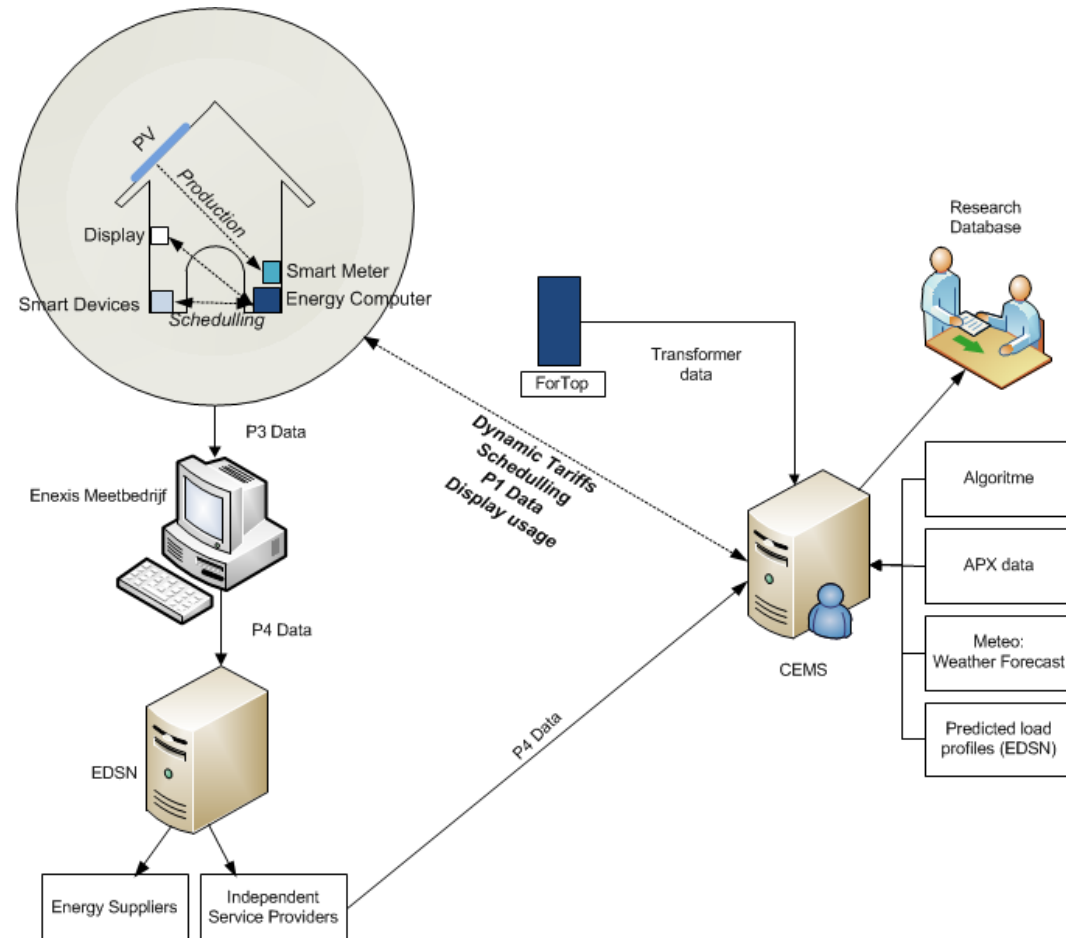 PV
Production
Display
Smart Meter
Smart Devices
Energy Computer
Schedulling
Research
Database
ForTop
Transformer
data
P3 Data
Dynamic Tariffs
Schedulling
P1 Data
Display usage
Enexis Meetbedrijf
Algoritme
APX data
P4 Data
Meteo:
Weather Forecast
CEMS
Predicted load
profiles (EDSN)
EDSN
P4 Data
Energy Suppliers
Independent
Service Providers